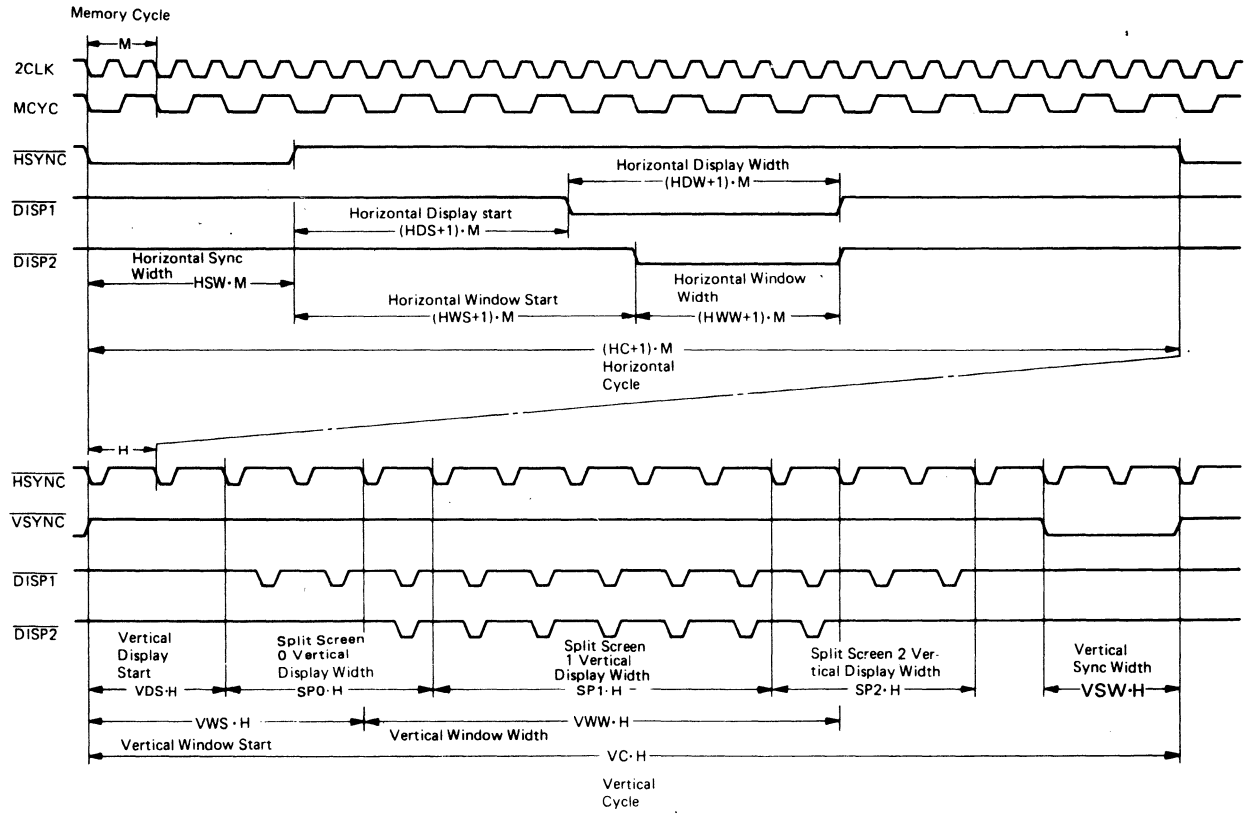 Memory Cycle
M
2CLK
MCYC
HSYNC
Horizontal Display Width
(HDW+1)·M
DISP1
Horizontal Display start
(HDS+1)·M
DISP2
Horizontal Sync
Width
HSW·M
Horizontal Window
Width
Horizontal Window Start
(HWS+1)·M
(HWW+1)·M
(HC+1)·M
Horizontal
Cycle
H
HSYNC
VSYNC
DISP1
DISP2
Vertical
Display
Start
VDS·H
Split Screen
0 Vertical
Display Width
SP0·H
Split Screen
1 Vertical
Display Width
SP1·H
Split Screen 2 Ver-
tical Display Width
SP2·H
Vertical
Sync Width
VSW·H
VWS·H
VWW·H
Vertical Window Start
Vertical Window Width
VC·H
Vertical
Cycle